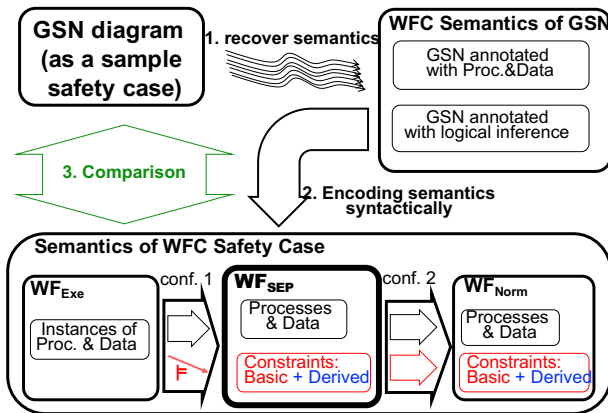 GSN diagram
(as a sample
safety case)
1. recover semantics
WFC Semantics of GSN
GSN annotated
with Proc.&Data
GSN annotated
with logical inference
3. Comparison
2. Encoding semantics
syntactically
Semantics of WFC Safety Case
WFExe
Instances of
Proc. & Data
conf. 1
⊧
WFSEP
Processes
& Data
Constraints:
Basic + Derived
conf. 2
WFNorm
Processes
& Data
Constraints:
Basic + Derived